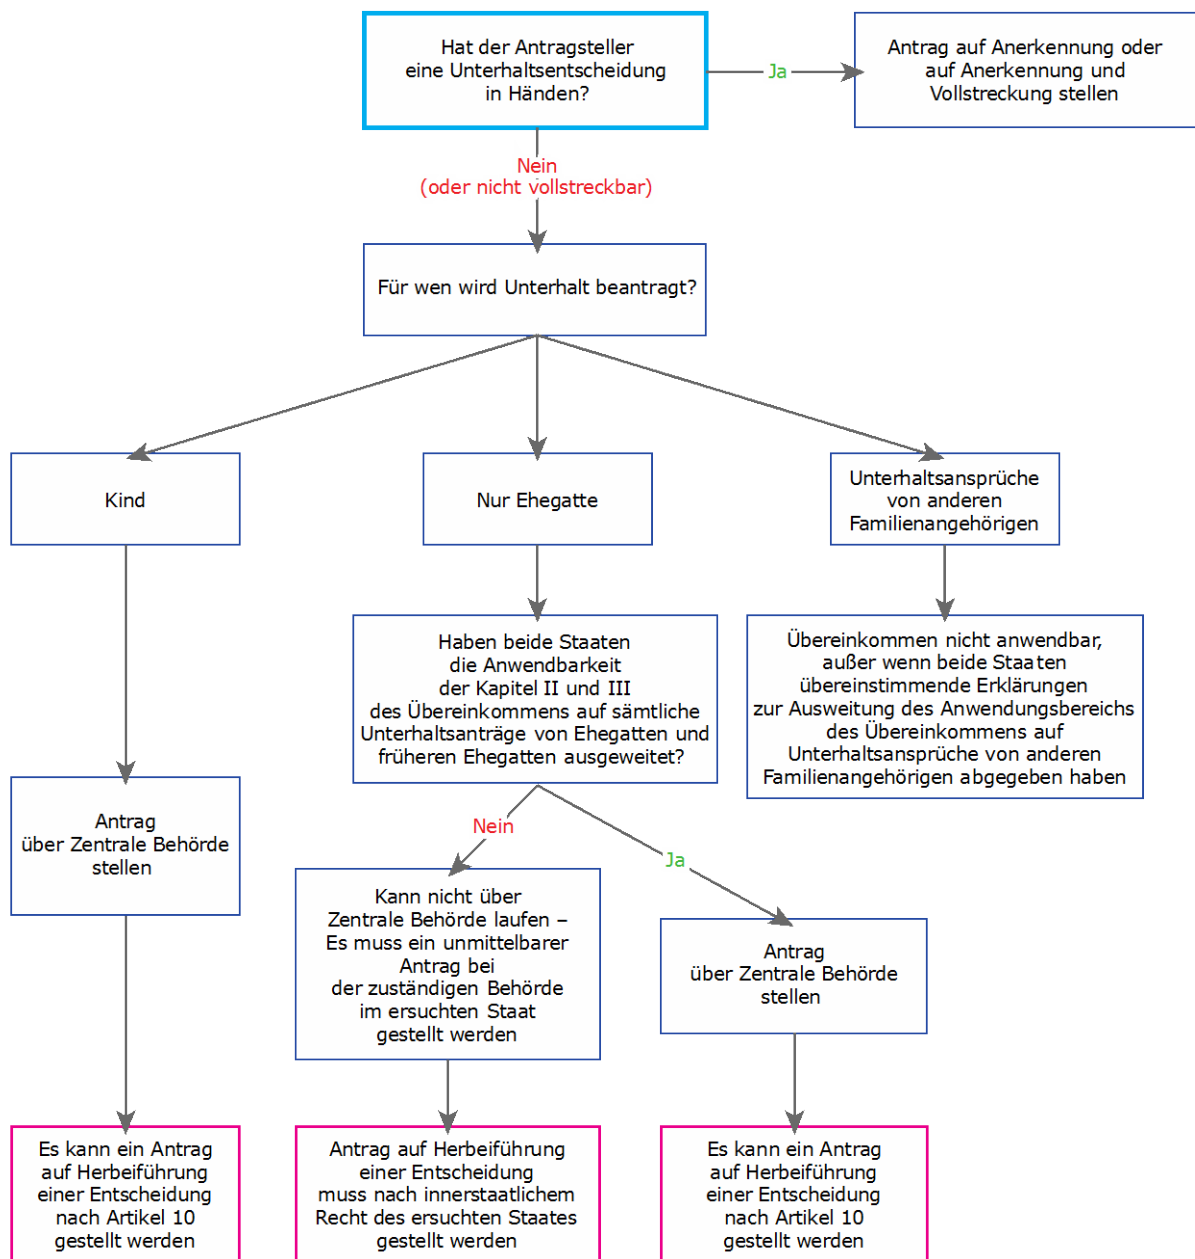 Hat der Antragsteller
eine Unterhaltsentscheidung
in Händen?
Ja
Antrag auf Anerkennung oder
auf Anerkennung und
Vollstreckung stellen
Nein
(oder nicht vollstreckbar)
Für wen wird Unterhalt beantragt?
Kind
Nur Ehegatte
Unterhaltsansprüche
von anderen
Familienangehörigen
Haben beide Staaten
die Anwendbarkeit
der Kapitel II und III
des Übereinkommens auf sämtliche
Unterhaltsanträge von Ehegatten und
früheren Ehegatten ausgeweitet?
Übereinkommen nicht anwendbar,
außer wenn beide Staaten
übereinstimmende Erklärungen
zur Ausweitung des Anwendungsbereichs
des Übereinkommens auf
Unterhaltsansprüche von anderen
Familienangehörigen abgegeben haben
Antrag
über Zentrale Behörde
stellen
Nein
Ja
Kann nicht über
Zentrale Behörde laufen –
Es muss ein unmittelbarer
Antrag bei
der zuständigen Behörde
im ersuchten Staat
gestellt werden
Antrag
über Zentrale Behörde
stellen
Es kann ein Antrag
auf Herbeiführung
einer Entscheidung
nach Artikel 10
gestellt werden
Antrag auf Herbeiführung
einer Entscheidung
muss nach innerstaatlichem
Recht des ersuchten Staates
gestellt werden
Es kann ein Antrag
auf Herbeiführung
einer Entscheidung
nach Artikel 10
gestellt werden